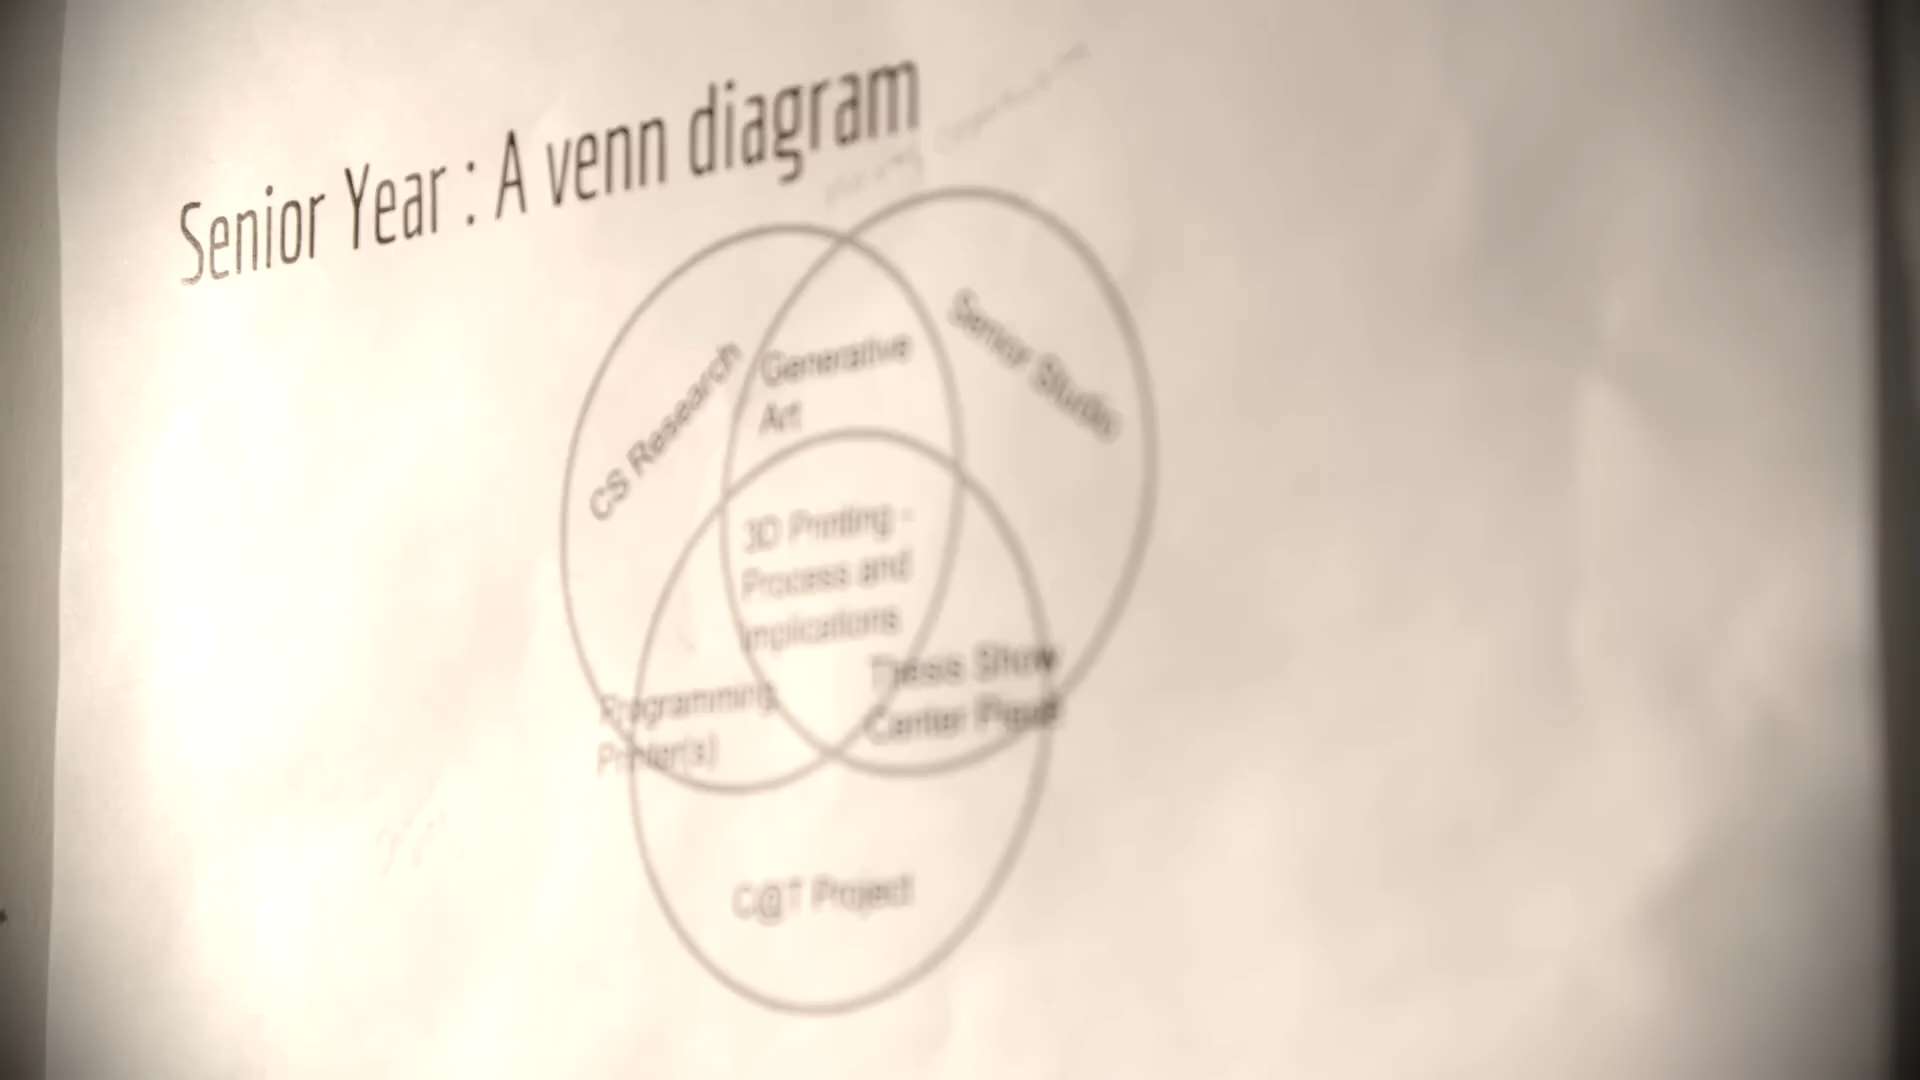 Senior Year : A venn diagram
CS Research
Generative
Art
Senior Studio
3D Printing -
Process and
Implications
Programming
Printer(s)
Thesis Show
Center Piece
C@T Project